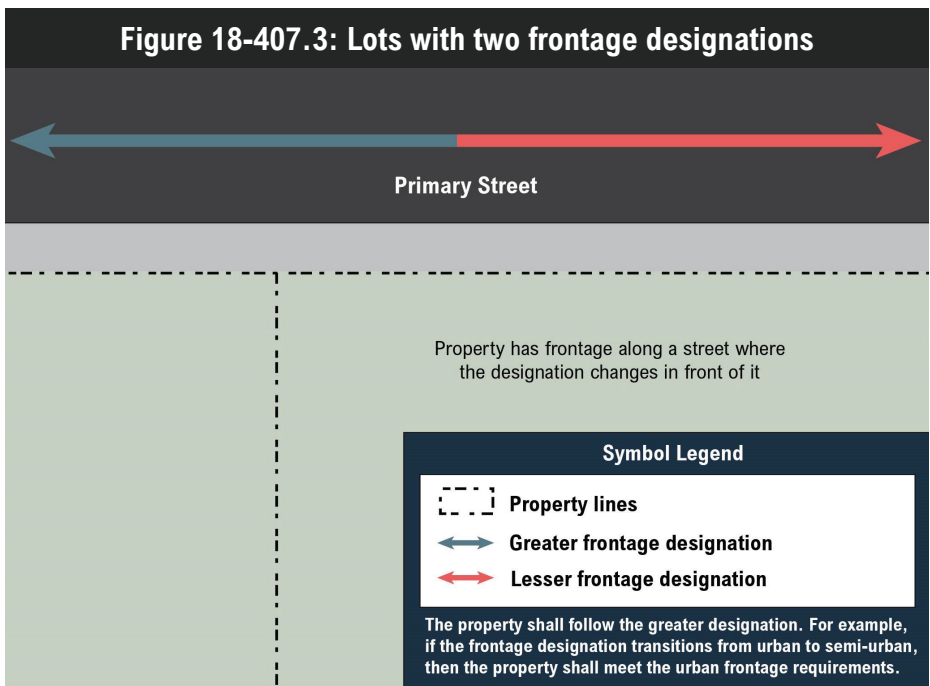 Figure 18-407.3: Lots with two frontage designations
Primary Street
Property has frontage along a street where
the designation changes in front of it
Symbol Legend
Property lines
Greater frontage designation
Lesser frontage designation
The property shall follow the greater designation. For example,
if the frontage designation transitions from urban to semi-urban,
then the property shall meet the urban frontage requirements.